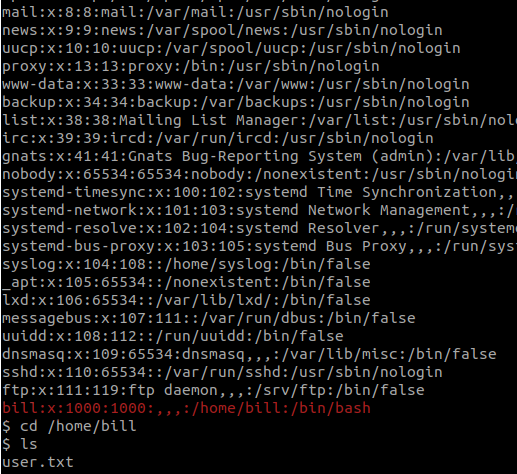 mail:x:8:8:mail:/var/mail:/usr/sbin/nologin
news:x:9:9:news:/var/spool/news:/usr/sbin/nologin
uucp:x:10:10:uucp:/var/spool/uucp:/usr/sbin/nologin
proxy:x:13:13:proxy:/bin:/usr/sbin/nologin
www-data:x:33:33:www-data:/var/www:/usr/sbin/nologin
backup:x:34:34:backup:/var/backups:/usr/sbin/nologin
list:x:38:38:Mailing List Manager:/var/list:/usr/sbin/nol
irc:x:39:39:ircd:/var/run/ircd:/usr/sbin/nologin
gnats:x:41:41:Gnats Bug-Reporting System (admin):/var/lib
nobody:x:65534:65534:nobody:/nonexistent:/usr/sbin/nologin
systemd-timesync:x:100:102:systemd Time Synchronization,,
systemd-network:x:101:103:systemd Network Management,,,:/r
systemd-resolve:x:102:104:systemd Resolver,,,:/run/systeme
systemd-bus-proxy:x:103:105:systemd Bus Proxy,,,:/run/sys
syslog:x:104:108::/home/syslog:/bin/false
_apt:x:105:65534::/nonexistent:/bin/false
lxd:x:106:65534::/var/lib/lxd/:/bin/false
messagebus:x:107:111::/var/run/dbus:/bin/false
uuidd:x:108:112::/run/uuidd:/bin/false
dnsmasq:x:109:65534:dnsmasq,,,:/var/lib/misc:/bin/false
sshd:x:110:65534::/var/run/sshd:/usr/sbin/nologin
ftp:x:111:119:ftp daemon,,,:/srv/ftp:/bin/false
bill:x:1000:1000:,,,:/home/bill:/bin/bash
$ cd /home/bill
$ ls
user.txt